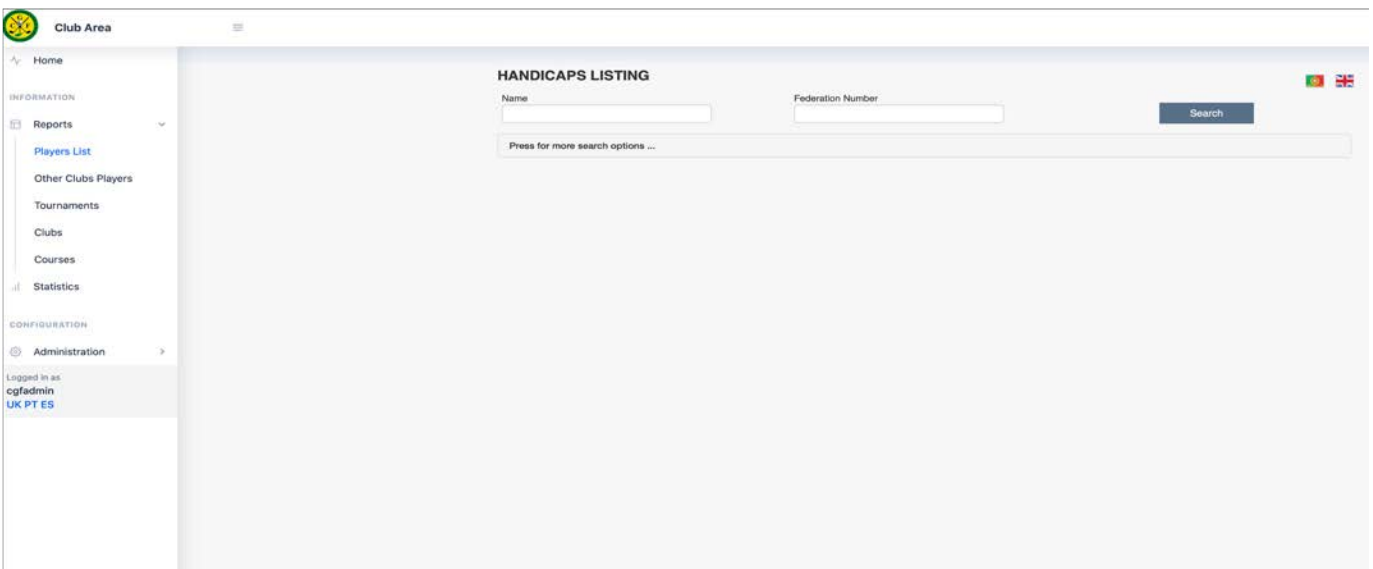 Club Area
Home
INFORMATION
Reports
Players List
Other Clubs Players
Tournaments
Clubs
Courses
Statistics
CONFIGURATION
Administration
Logged in as
cgfadmin
UK PT ES
HANDICAPS LISTING
Name
Federation Number
Search
Press for more search options ...